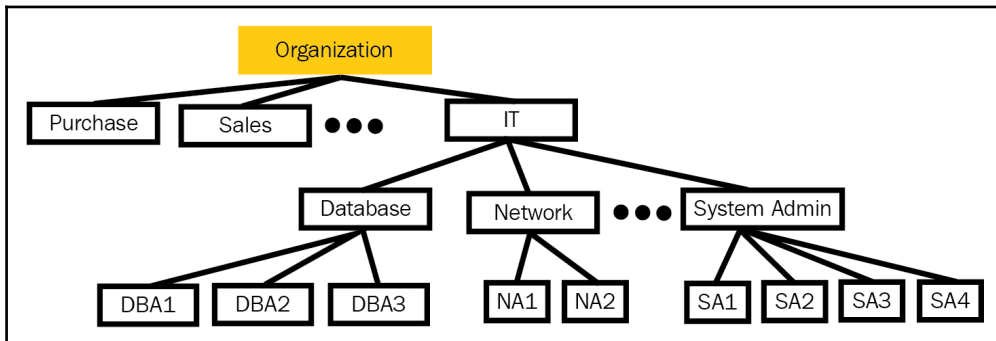 Organization
Purchase
Sales
IT
Database
Network
System Admin
DBA1
DBA2
DBA3
NA1
NA2
SA1
SA2
SA3
SA4